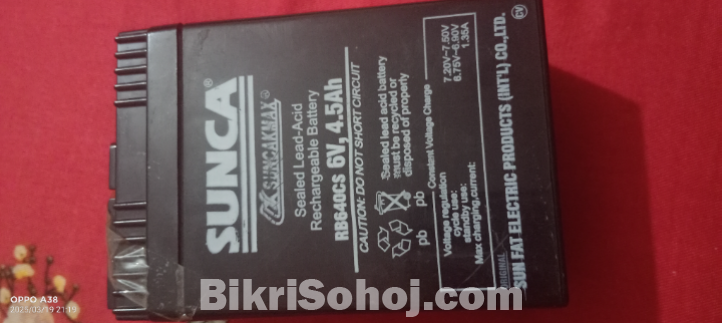 SUNCA®
SUNCAKMAX®
Sealed Lead-Acid
Rechargeable Battery
RB640CS 6V, 4.5Ah
CAUTION: DO NOT SHORT CIRCUIT
Sealed lead acid battery
must be recycled or
disposed of properly
pb pb
Constant Voltage Charge
Voltage regulation
cycle use: 7.20V~7.50V
standby use: 6.75V~6.90V
Max charging current: 1.35A
ORIGINAL
SUN FAT ELECTRIC PRODUCTS (INT'L) CO.,LTD.
6V
BikriSohoj.com
OPPO A38
2025/03/19 21:19